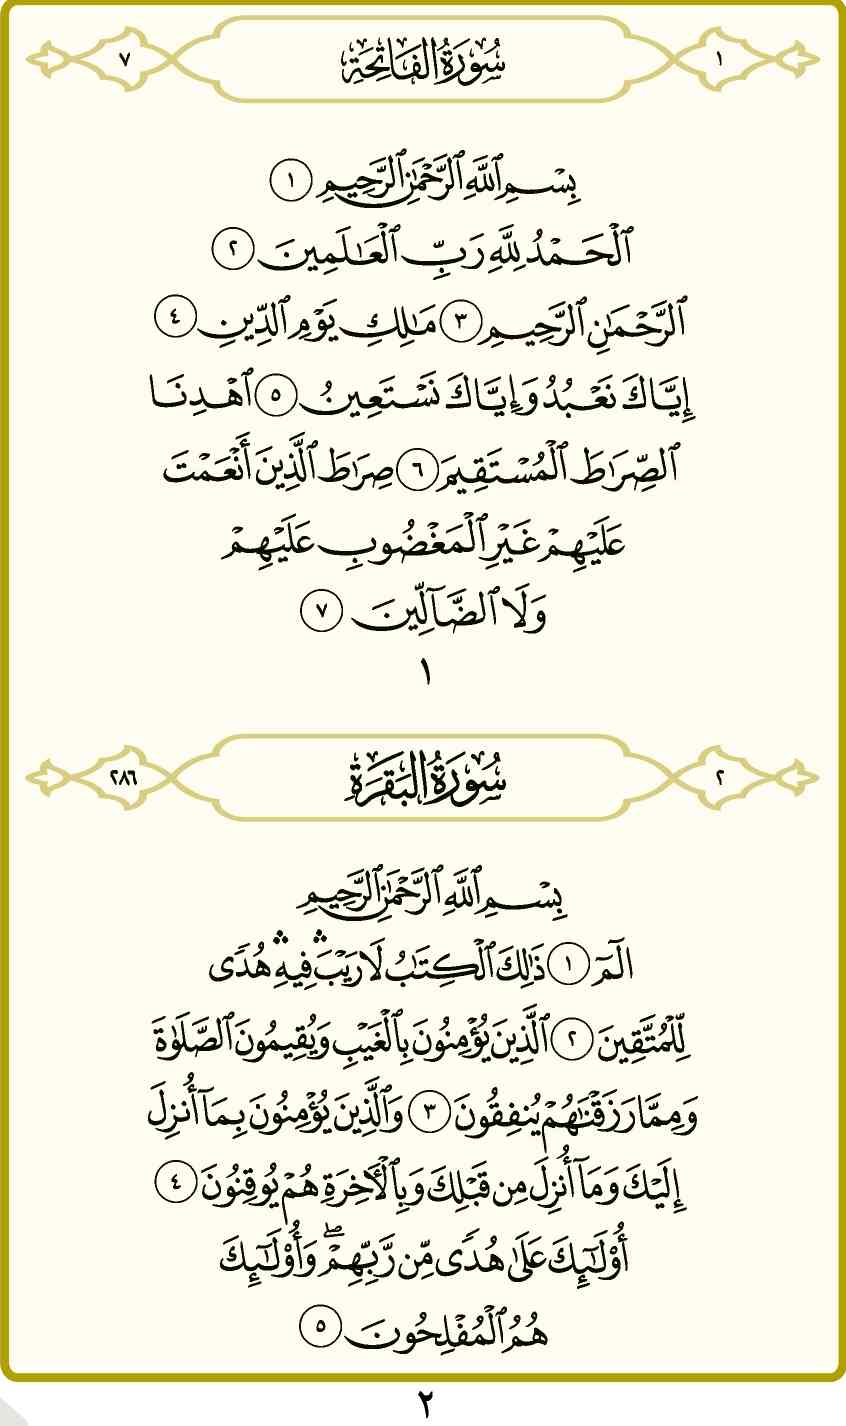 ١ سُورَةُ الفَاتِحَةِ ٧
بِسْمِ ٱللَّهِ ٱلرَّحْمَٰنِ ٱلرَّحِيمِ ١
ٱلْحَمْدُ لِلَّهِ رَبِّ ٱلْعَٰلَمِينَ ٢
ٱلرَّحْمَٰنِ ٱلرَّحِيمِ ٣ مَٰلِكِ يَوْمِ ٱلدِّينِ ٤
إِيَّاكَ نَعْبُدُ وَإِيَّاكَ نَسْتَعِينُ ٥ ٱهْدِنَا
ٱلصِّرَٰطَ ٱلْمُسْتَقِيمَ ٦ صِرَٰطَ ٱلَّذِينَ أَنْعَمْتَ
عَلَيْهِمْ غَيْرِ ٱلْمَغْضُوبِ عَلَيْهِمْ
وَلَا ٱلضَّآلِّينَ ٧
١
٢ سُورَةُ البَقَرَةِ ٢٨٦
بِسْمِ ٱللَّهِ ٱلرَّحْمَٰنِ ٱلرَّحِيمِ
الٓمٓ ١ ذَٰلِكَ ٱلْكِتَٰبُ لَا رَيْبَۛ فِيهِۛ هُدًى
لِّلْمُتَّقِينَ ٢ ٱلَّذِينَ يُؤْمِنُونَ بِٱلْغَيْبِ وَيُقِيمُونَ ٱلصَّلَوٰةَ
وَمِمَّا رَزَقْنَٰهُمْ يُنفِقُونَ ٣ وَٱلَّذِينَ يُؤْمِنُونَ بِمَآ أُنزِلَ
إِلَيْكَ وَمَآ أُنزِلَ مِن قَبْلِكَ وَبِٱلْأَخِرَةِ هُمْ يُوقِنُونَ ٤
أُوْلَٰٓئِكَ عَلَىٰ هُدًى مِّن رَّبِّهِمْۖ وَأُوْلَٰٓئِكَ
هُمُ ٱلْمُفْلِحُونَ ٥
٢